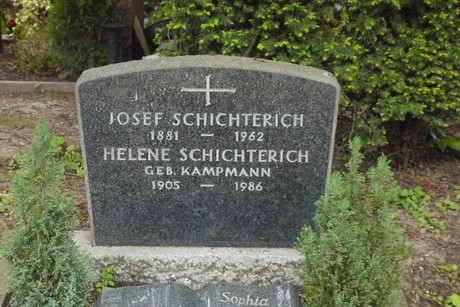 JOSEF SCHICHTERICH
1881 — 1962
HELENE SCHICHTERICH
GEB. KAMPMANN
1905 — 1986
Sophia